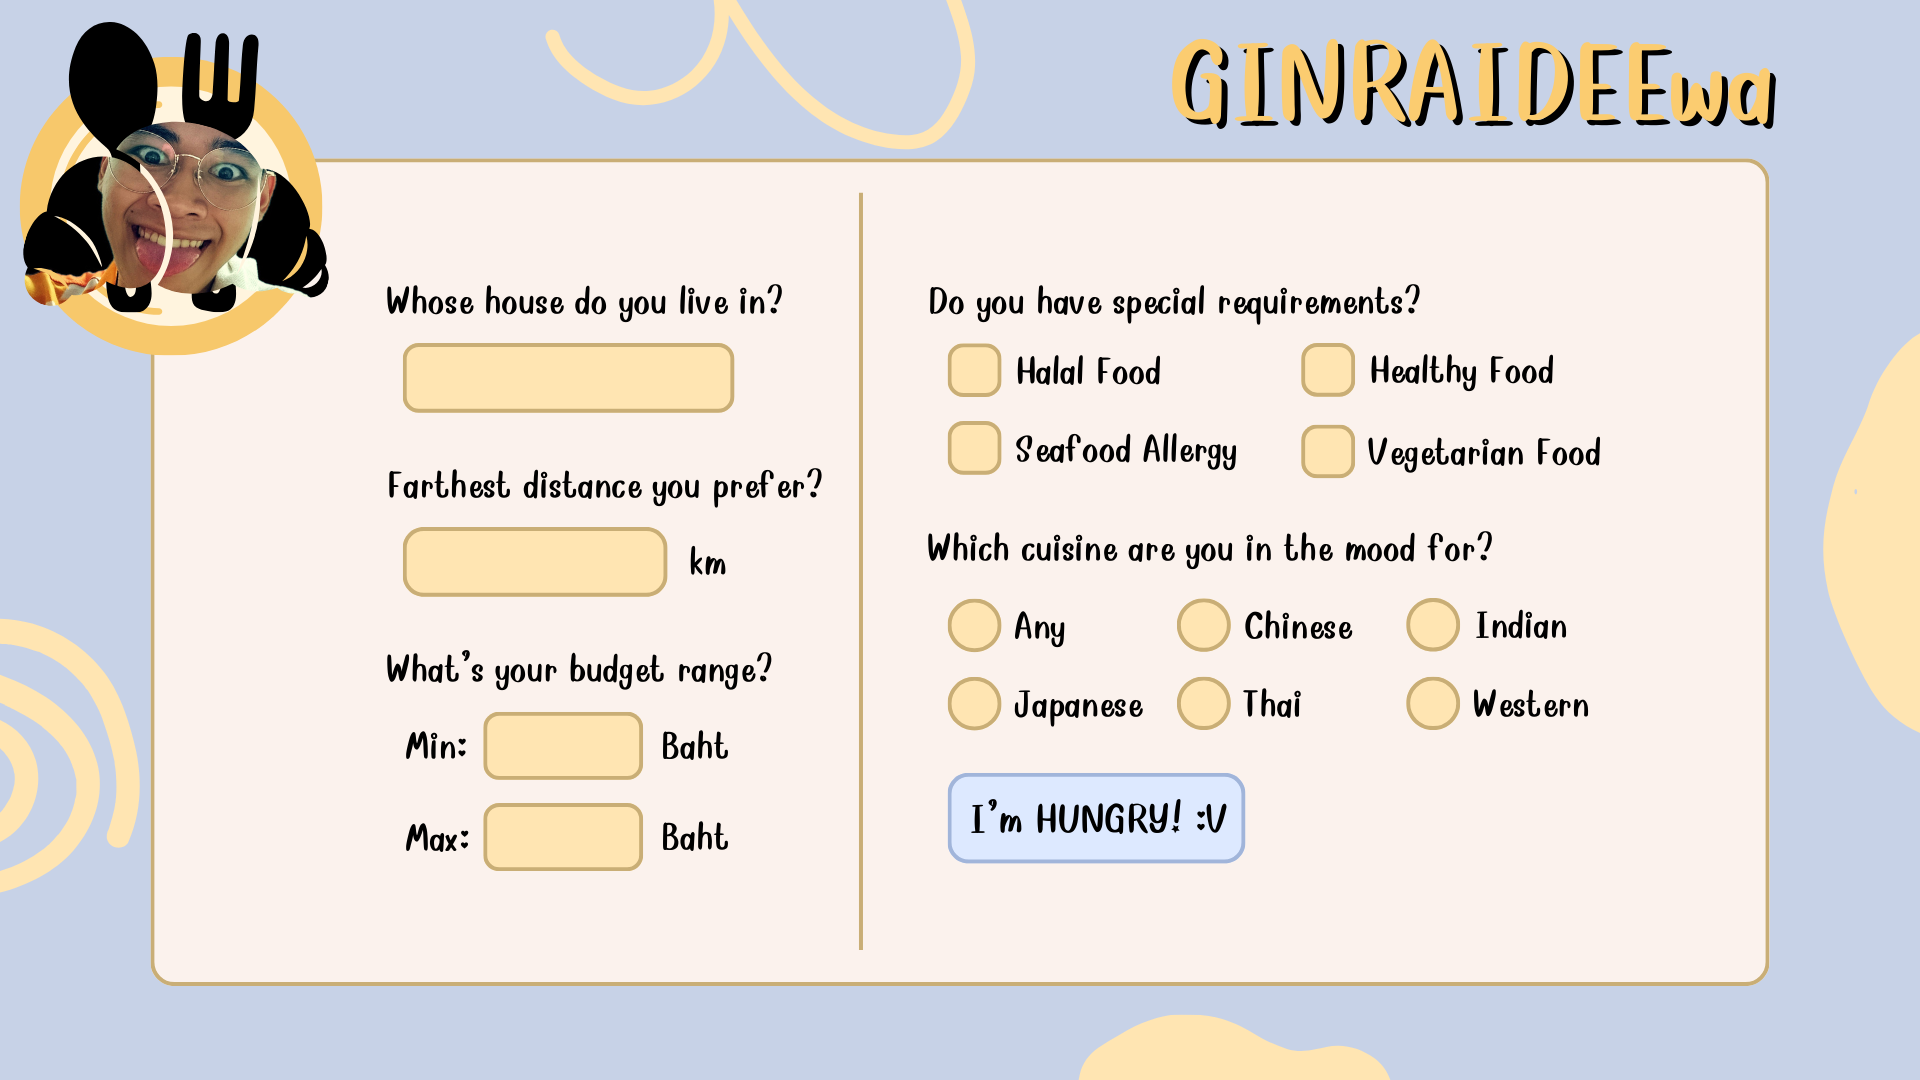 GINRAIDEEwa
Whose house do you live in?
Farthest distance you prefer?
km
What's your budget range?
Min: Baht
Max: Baht
Do you have special requirements?
Halal Food Healthy Food
Seafood Allergy Vegetarian Food
Which cuisine are you in the mood for?
Any Chinese Indian
Japanese Thai Western
I'm HUNGRY! :V